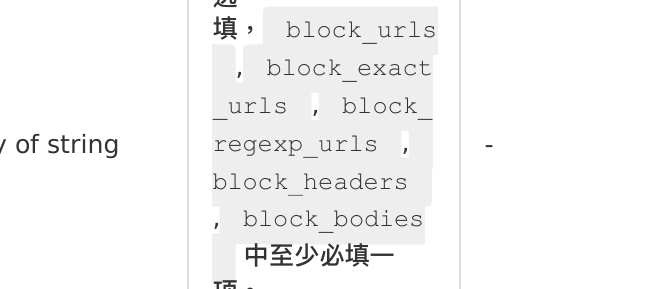 填， block_urls
, block_exact
_urls , block_
y of string
regexp_urls ,
-
block_headers
, block_bodies
中至少必填一